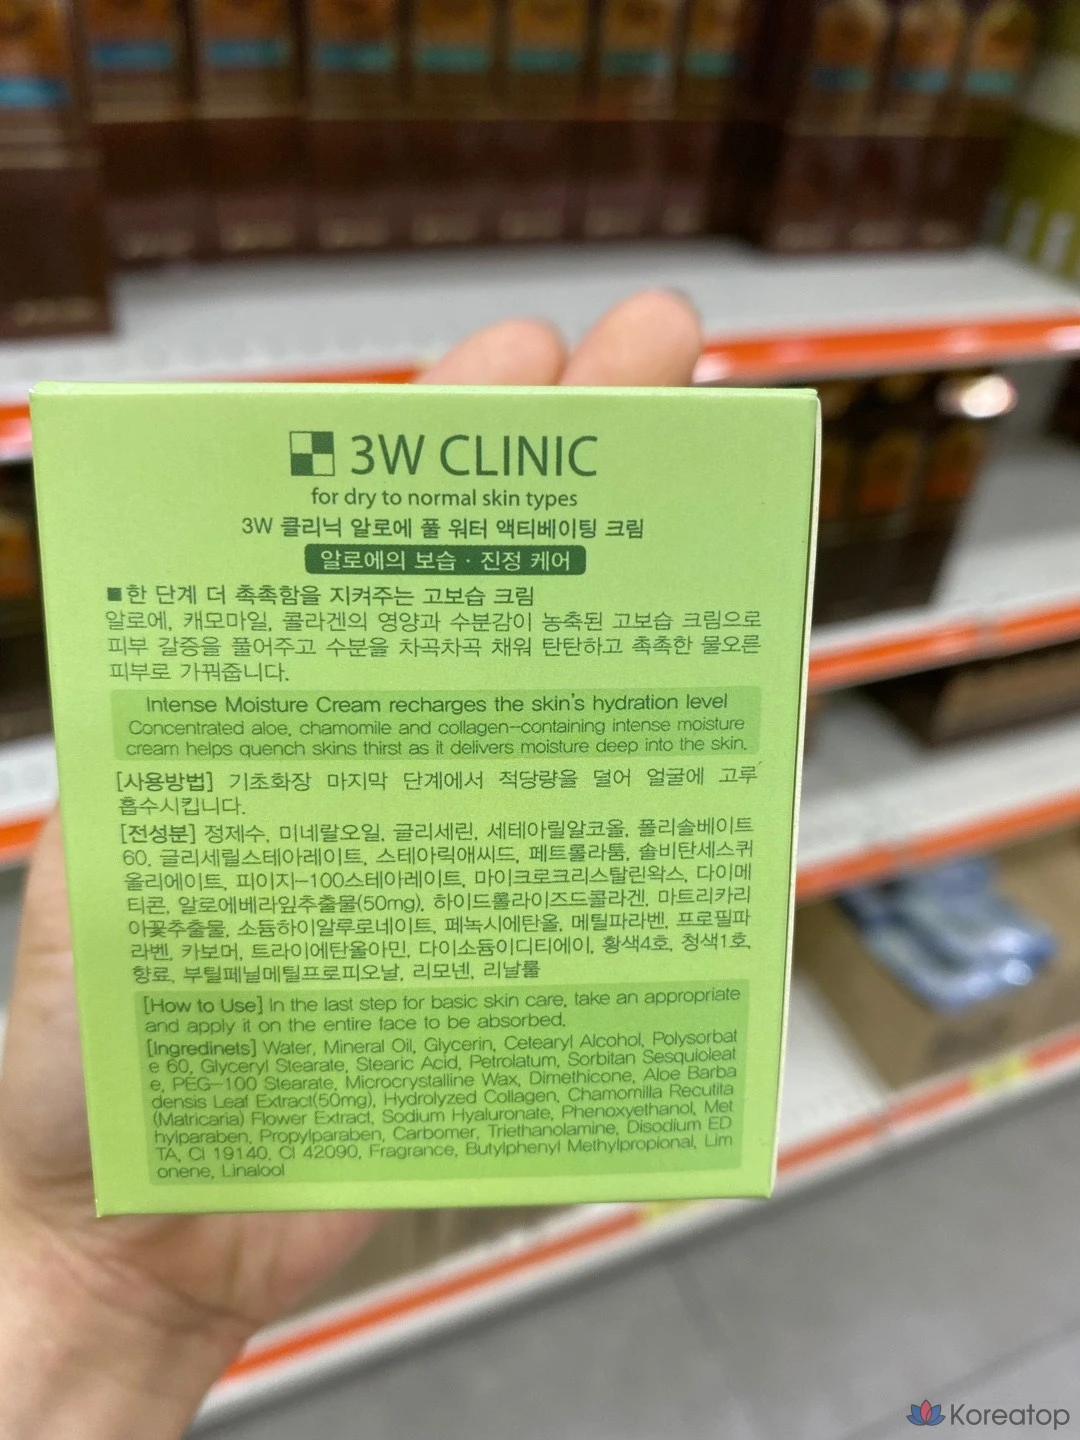 3W CLINIC
for dry to normal skin types
3W 클리닉 알로에 풀 워터 액티베이팅 크림
알로에의 보습 · 진정 케어
■한 단계 더 촉촉함을 지켜주는 고보습 크림
알로에, 캐모마일, 콜라겐의 영양과 수분감이 농축된 고보습 크림으로
피부 갈증을 풀어주고 수분을 차곡차곡 채워 탄탄하고 촉촉한 물오른
피부로 가꿔줍니다.
Intense Moisture Cream recharges the skin's hydration level
Concentrated aloe, chamomile and collagen-containing intense moisture
cream helps quench skins thirst as it delivers moisture deep into the skin.
[사용방법] 기초화장 마지막 단계에서 적당량을 덜어 얼굴에 고루
흡수시킵니다.
[전성분] 정제수, 미네랄오일, 글리세린, 세테아릴알코올, 폴리솔베이트
60, 글리세릴스테아레이트, 스테아릭애씨드, 페트롤라툼, 솔비탄세스퀴
올리에이트, 피이지-100스테아레이트, 마이크로크리스탈린왁스, 다이메
티콘, 알로에베라잎추출물(50mg), 하이드롤라이즈드콜라겐, 마트리카리
아꽃추출물, 소듐하이알루로네이트, 페녹시에탄올, 메틸파라벤, 프로필파
라벤, 카보머, 트라이에탄올아민, 다이소듐이디티에이, 황색4호, 청색1호,
향료, 부틸페닐메틸프로피오날, 리모넨, 리날룰
[How to Use] In the last step for basic skin care, take an appropriate
and apply it on the entire face to be absorbed.
[Ingredinets] Water, Mineral Oil, Glycerin, Cetearyl Alcohol, Polysorbat
e 60, Glyceryl Stearate, Stearic Acid, Petrolatum, Sorbitan Sesquioleat
e, PEG-100 Stearate, Microcrystalline Wax, Dimethicone, Aloe Barba
densis Leaf Extract(50mg), Hydrolyzed Collagen, Chamomilla Recutita
(Matricaria) Flower Extract, Sodium Hyaluronate, Phenoxyethanol, Met
hylparaben, Propylparaben, Carbomer, Triethanolamine, Disodium ED
TA, CI 19140, CI 42090, Fragrance, Butylphenyl Methylpropional, Lim
onene, Linalool
Koreatop